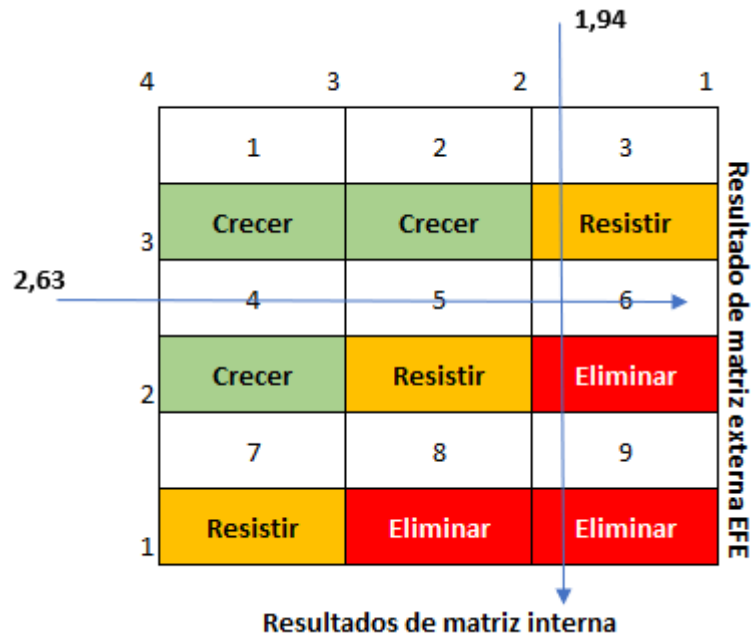 1,94
4 3 2 1
1 2 3
Crecer Crecer Resistir
3
2,63
4 5 6
Crecer Resistir Eliminar
2
7 8 9
Resistir Eliminar Eliminar
1
Resultado de matriz externa EFE
Resultados de matriz interna